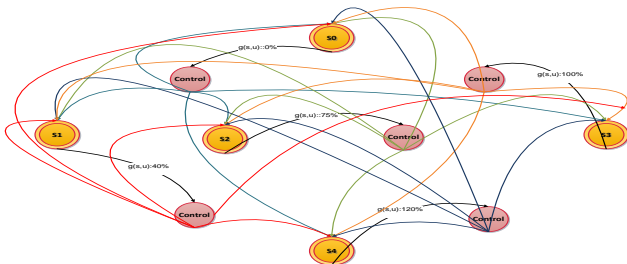 S0
g(s,u)::0%
Control
Control
g(s,u):100%
S1
S2
g(s,u)::75%
Control
S3
g(s,u):40%
Control
g(s,u):120%
Control
S4